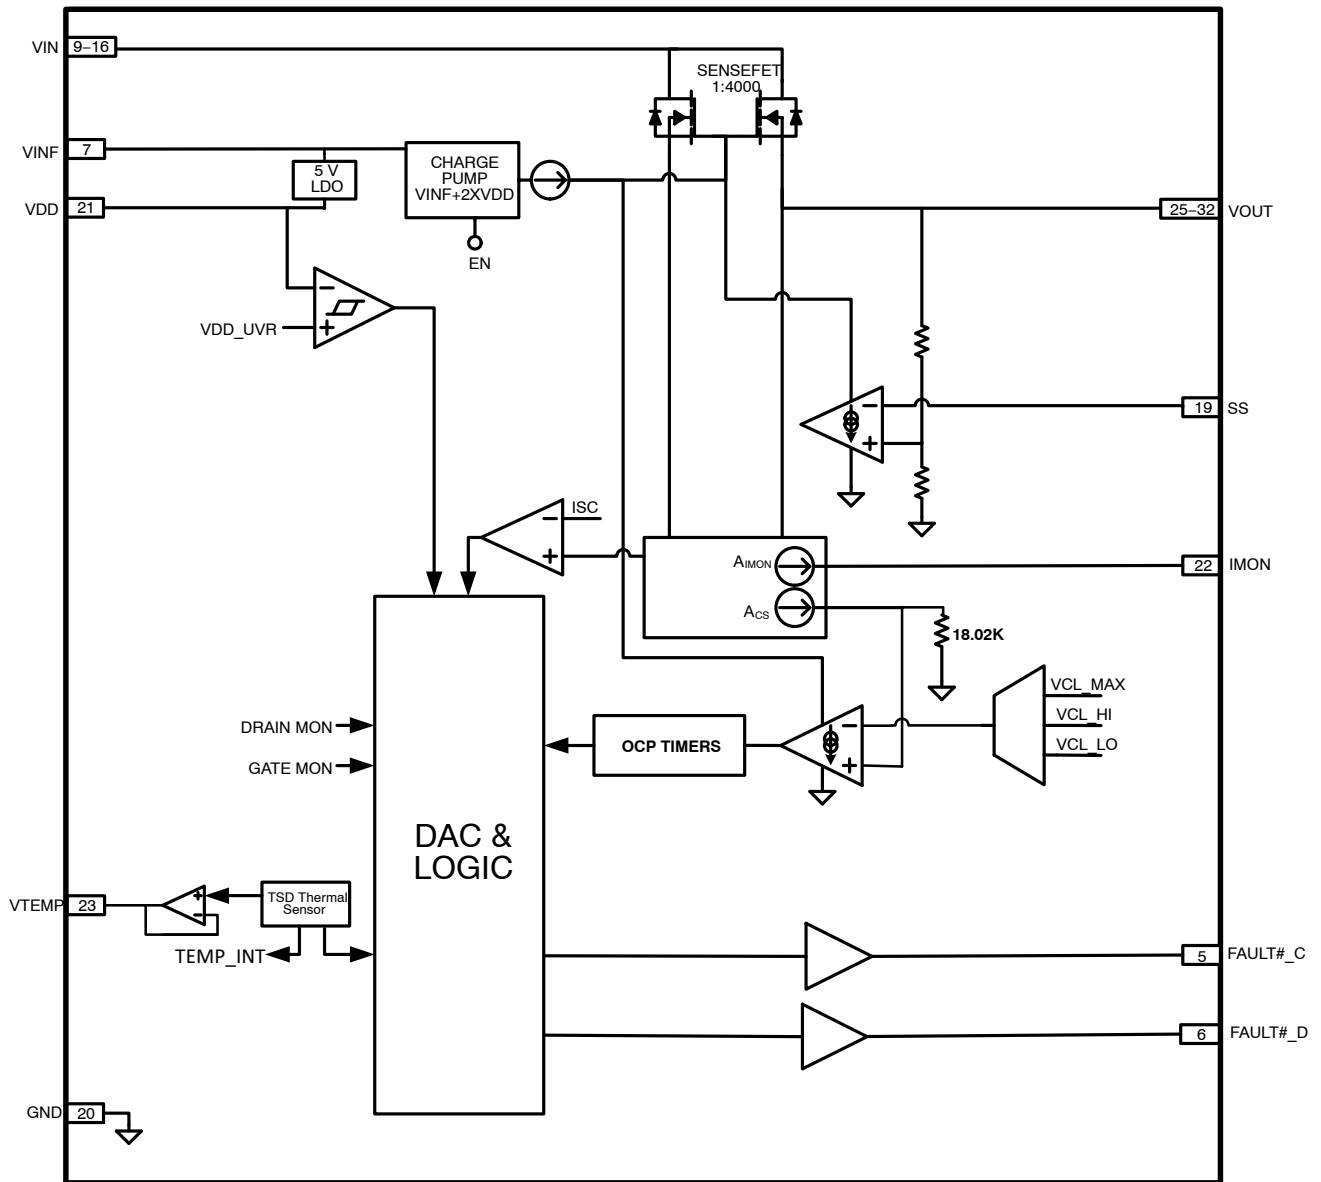 VIN
9–16
SENSEFET
1:4000
VINF
7
5 V
LDO
CHARGE
PUMP
VINF+2XVDD
VDD
21
25–32
VOUT
EN
VDD_UVR
19
SS
ISC
AIMON
22
IMON
ACS
18.02K
VCL_MAX
VCL_HI
VCL_LO
DRAIN MON
OCP TIMERS
GATE MON
DAC &
LOGIC
VTEMP
23
TSD Thermal
Sensor
TEMP_INT
5
FAULT#_C
6
FAULT#_D
GND
20